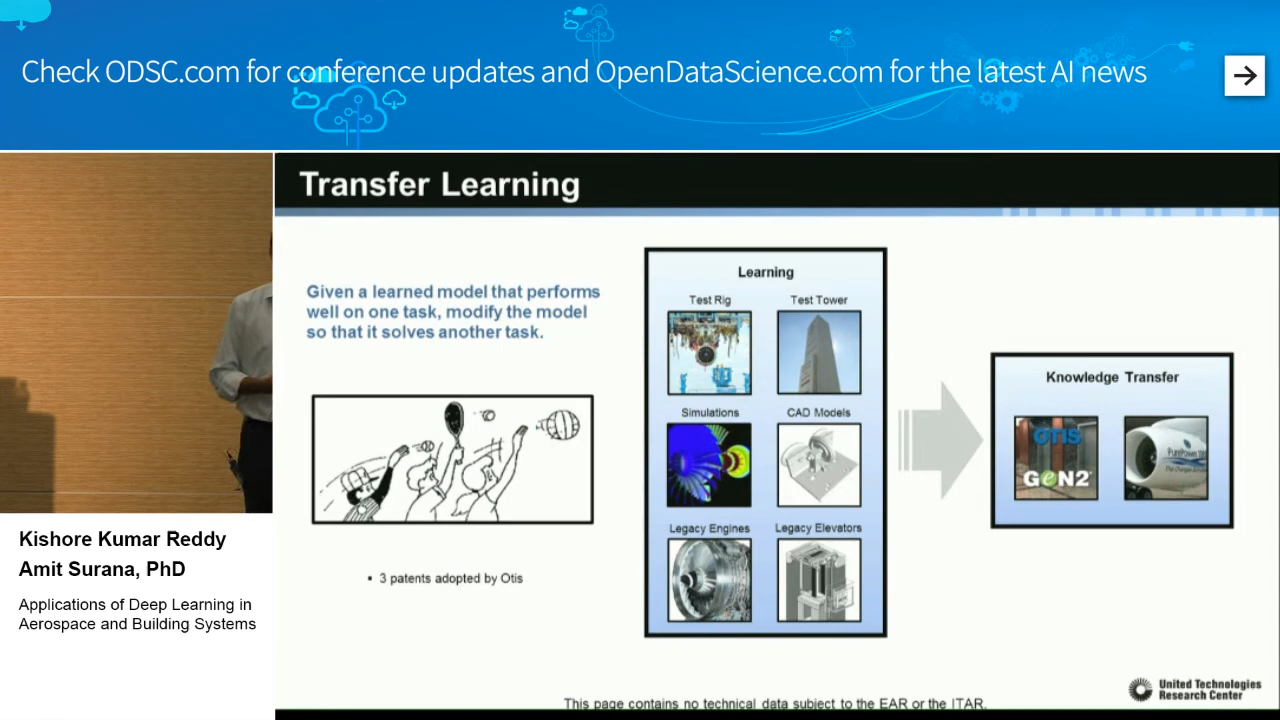 Check ODSC.com for conference updates and OpenDataScience.com for the latest AI news
Transfer Learning
Given a learned model that performs
well on one task, modify the model
so that it solves another task.
▪ 3 patents adopted by Otis
Learning
Test Rig
Test Tower
Simulations
CAD Models
Legacy Engines
Legacy Elevators
Knowledge Transfer
OTIS
GeN2
PurePower
Kishore Kumar Reddy
Amit Surana, PhD
Applications of Deep Learning in
Aerospace and Building Systems
United Technologies
Research Center
This page contains no technical data subject to the EAR or the ITAR.